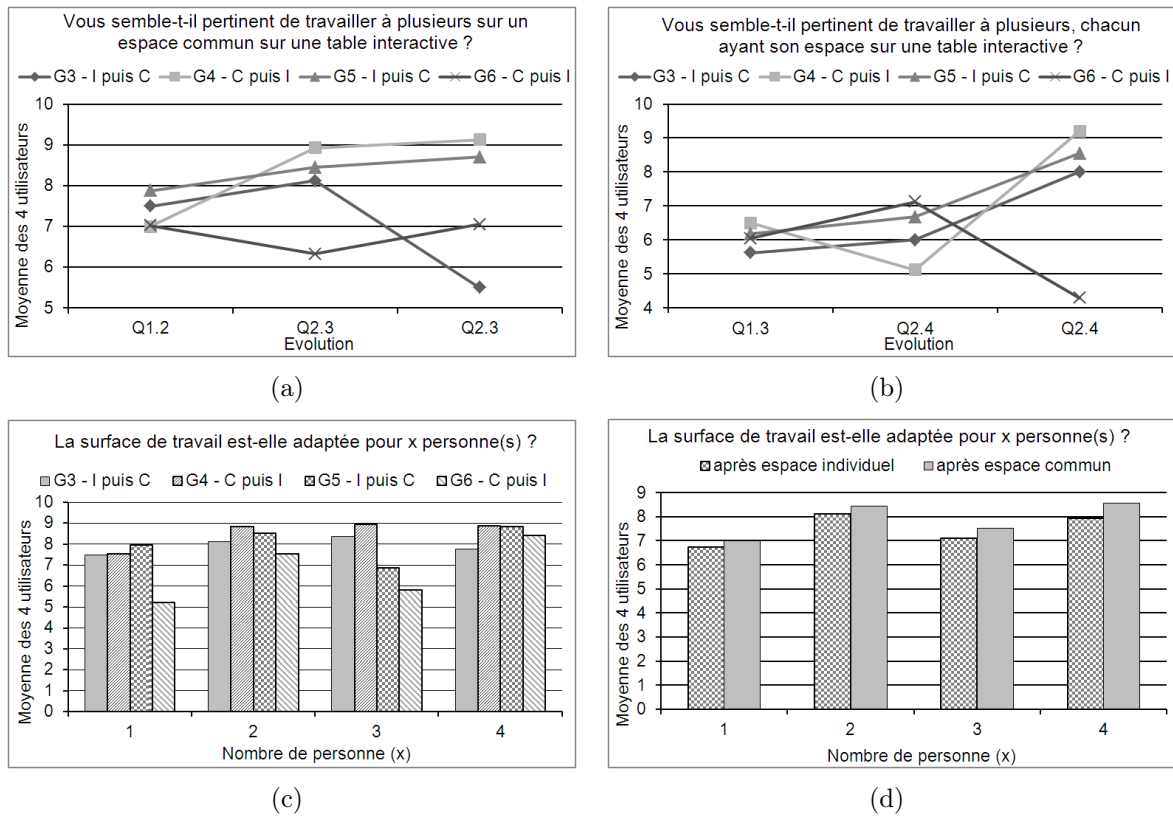 Vous semble-t-il pertinent de travailler à plusieurs sur un
espace commun sur une table interactive ?
G3 - I puis C G4 - C puis I G5 - I puis C G6 - C puis I
Moyenne des 4 utilisateurs
10
9
8
7
6
5
Q1.2 Q2.3 Q2.3
Evolution
(a)
Vous semble-t-il pertinent de travailler à plusieurs, chacun
ayant son espace sur une table interactive ?
G3 - I puis C G4 - C puis I G5 - I puis C G6 - C puis I
Moyenne des 4 utilisateurs
10
9
8
7
6
5
4
Q1.3 Q2.4 Q2.4
Evolution
(b)
La surface de travail est-elle adaptée pour x personne(s) ?
G3 - I puis C G4 - C puis I G5 - I puis C G6 - C puis I
Moyenne des 4 utilisateurs
10
9
8
7
6
5
4
3
2
1
0
1 2 3 4
Nombre de personne (x)
(c)
La surface de travail est-elle adaptée pour x personne(s) ?
après espace individuel après espace commun
Moyenne des 4 utilisateurs
9
8
7
6
5
4
3
2
1
0
1 2 3 4
Nombre de personne (x)
(d)